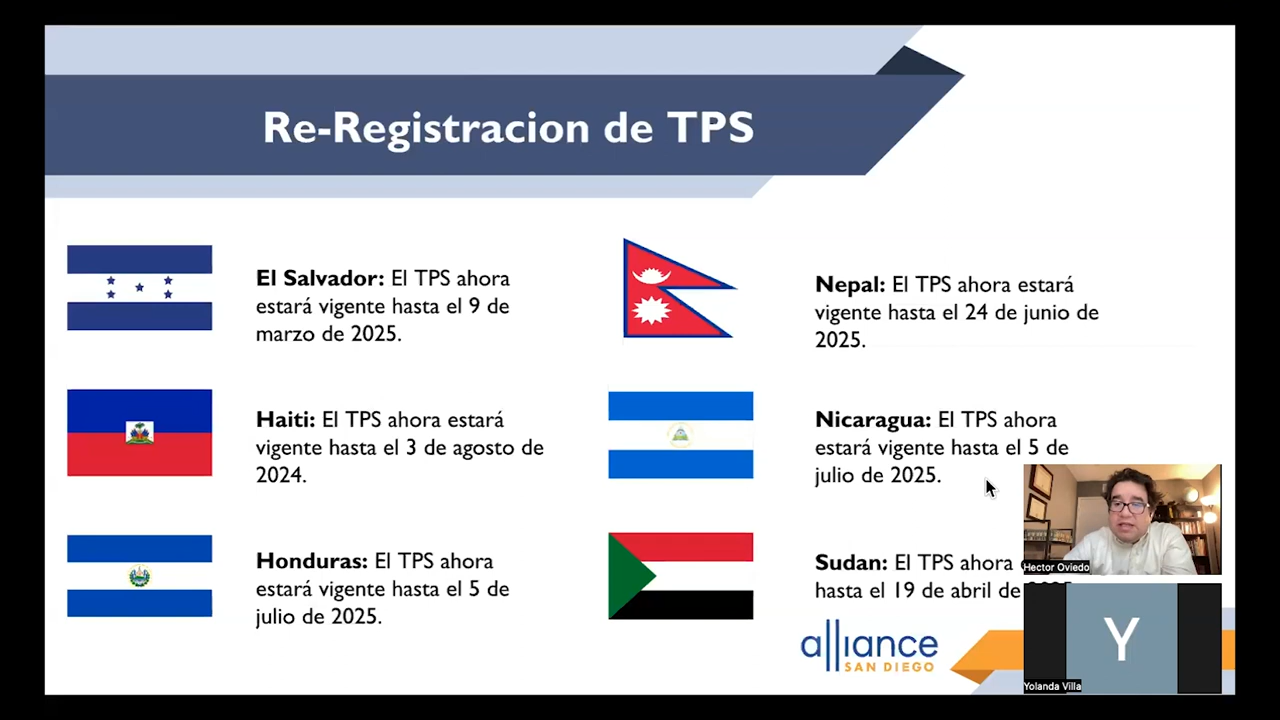 Re-Registracion de TPS
El Salvador: El TPS ahora
estará vigente hasta el 9 de
marzo de 2025.
Haiti: El TPS ahora estará
vigente hasta el 3 de agosto de
2024.
Honduras: El TPS ahora
estará vigente hasta el 5 de
julio de 2025.
Nepal: El TPS ahora estará
vigente hasta el 24 de junio de
2025.
Nicaragua: El TPS ahora
estará vigente hasta el 5 de
julio de 2025.
Sudan: El TPS ahora
hasta el 19 de abril de
alliance
SAN DIEGO
Hector Oviedo
Y
Yolanda Villa